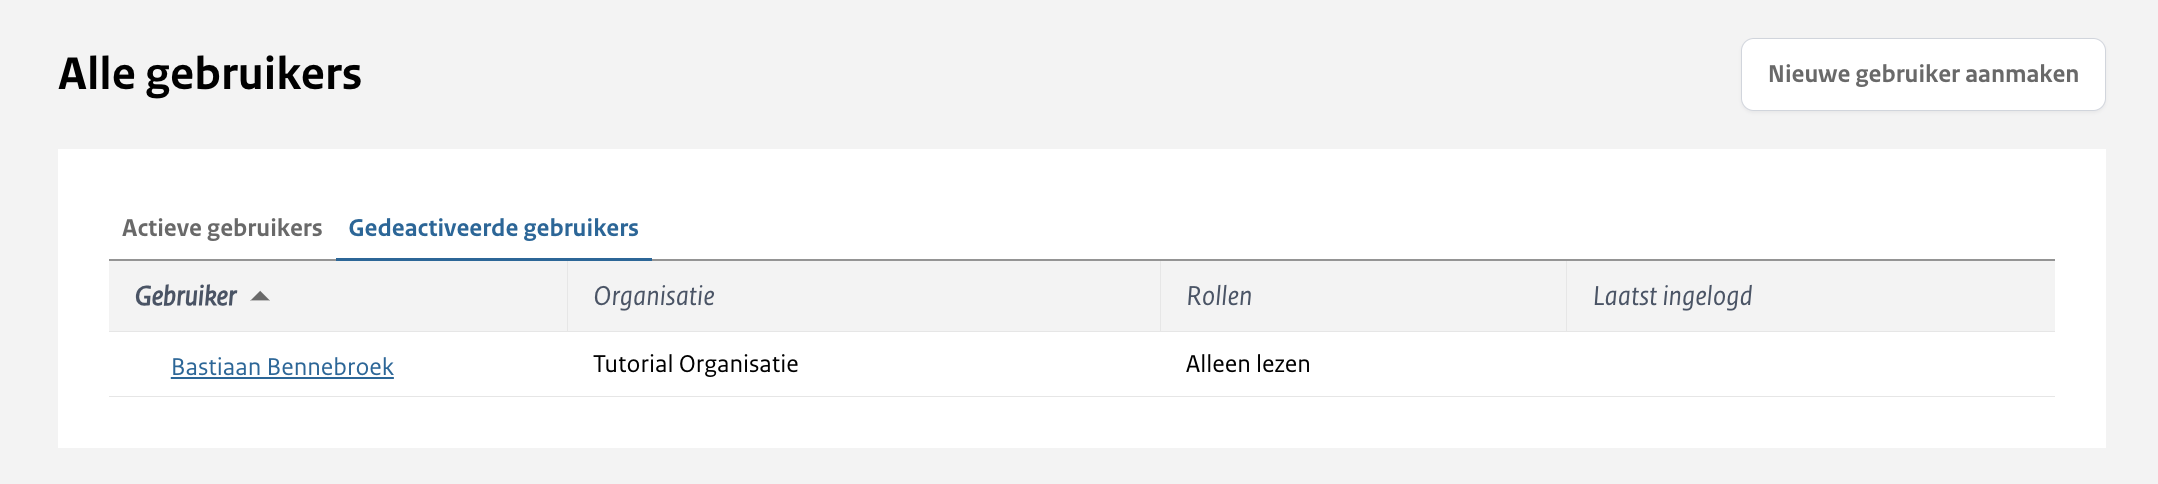 Alle gebruikers
Nieuwe gebruiker aanmaken
Actieve gebruikers Gedeactiveerde gebruikers
Gebruiker Organisatie Rollen Laatst ingelogd
Bastiaan Bennebroek Tutorial Organisatie Alleen lezen